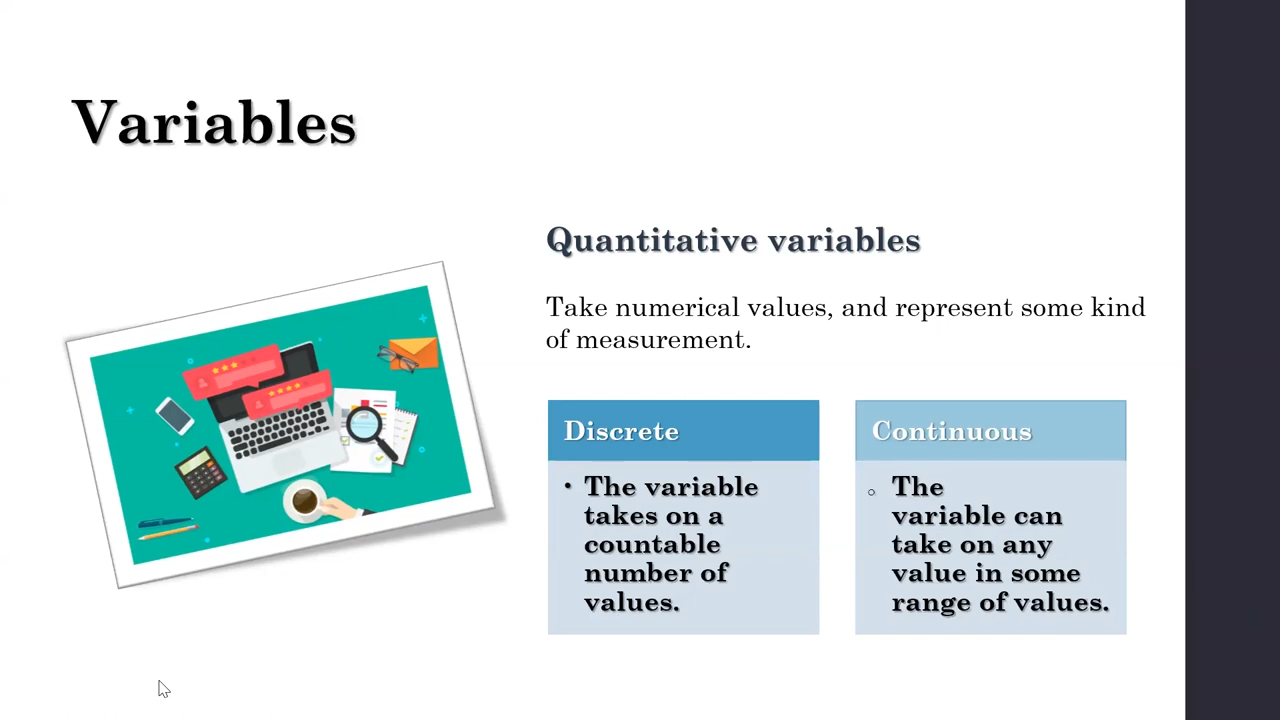 Variables
Quantitative variables
Take numerical values, and represent some kind
of measurement.
Discrete
• The variable
takes on a
countable
number of
values.
Continuous
○ The
variable can
take on any
value in some
range of values.